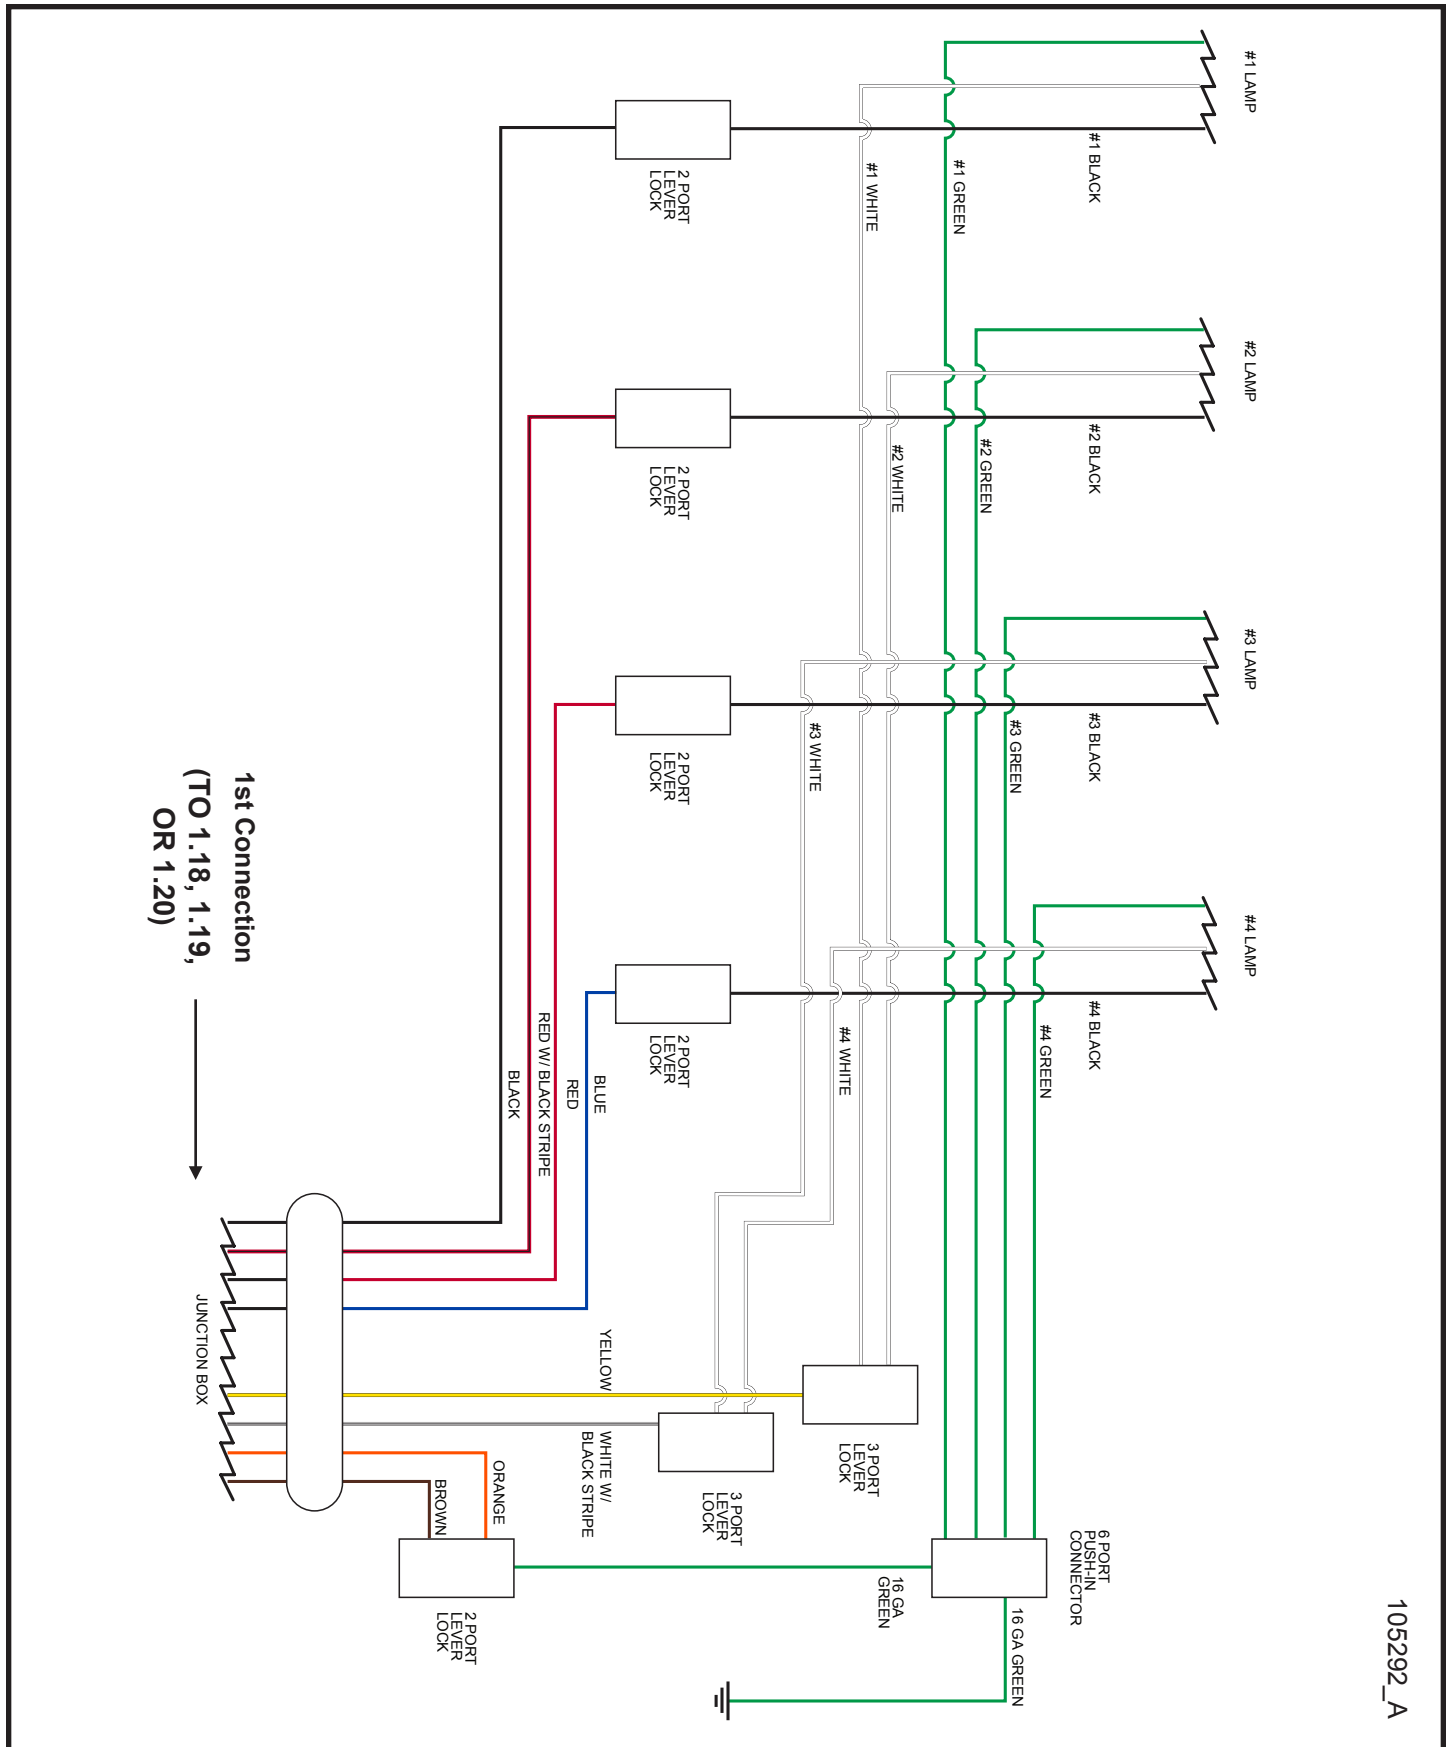 105292_A
#1 LAMP
#2 LAMP
#3 LAMP
#4 LAMP
#1 BLACK
#2 BLACK
#3 BLACK
#4 BLACK
#1 GREEN
#2 GREEN
#3 GREEN
#4 GREEN
#1 WHITE
#2 WHITE
#3 WHITE
#4 WHITE
2 PORT
LEVER
LOCK
2 PORT
LEVER
LOCK
2 PORT
LEVER
LOCK
2 PORT
LEVER
LOCK
BLUE
RED
RED W/ BLACK STRIPE
BLACK
6 PORT
PUSH-IN
CONNECTOR
16 GA GREEN
16 GA
GREEN
3 PORT
LEVER
LOCK
3 PORT
LEVER
LOCK
YELLOW
WHITE W/
BLACK STRIPE
ORANGE
BROWN
2 PORT
LEVER
LOCK
JUNCTION BOX
1st Connection
(TO 1.18, 1.19,
OR 1.20)